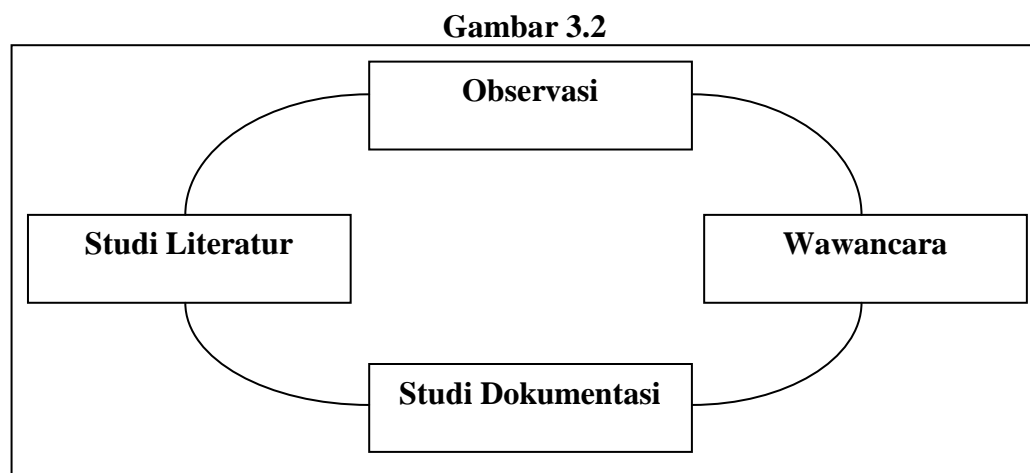 Gambar 3.2
Observasi
Studi Literatur
Wawancara
Studi Dokumentasi